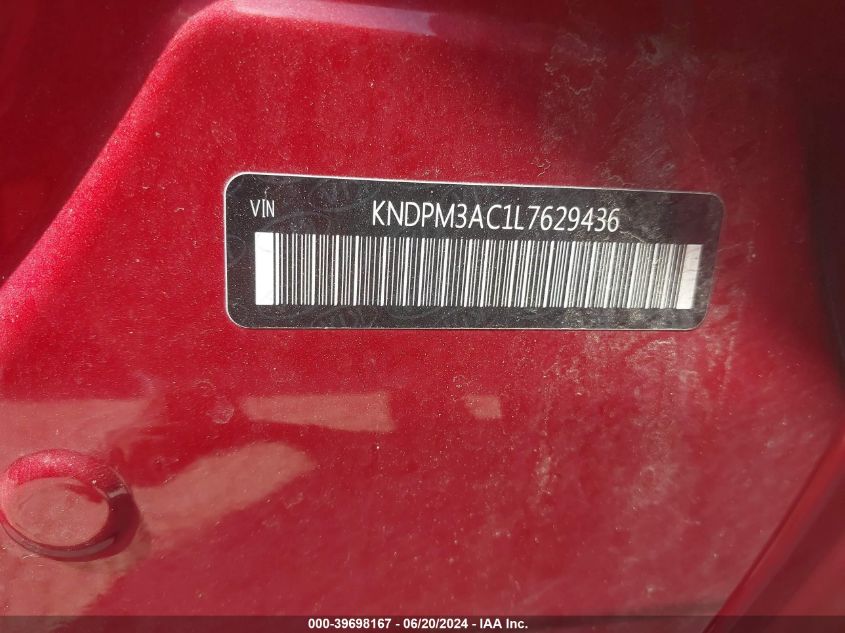 VIN KNDPM3AC1L7629436
000-39698167 - 06/20/2024 - IAA Inc.